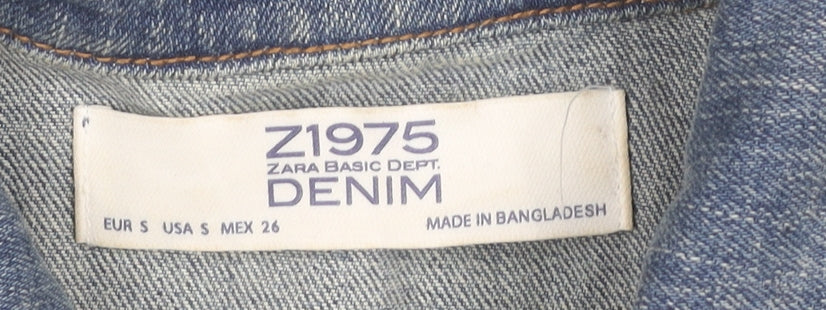 Z1975
ZARA BASIC DEPT.
DENIM
EUR S USA S MEX 26
MADE IN BANGLADESH